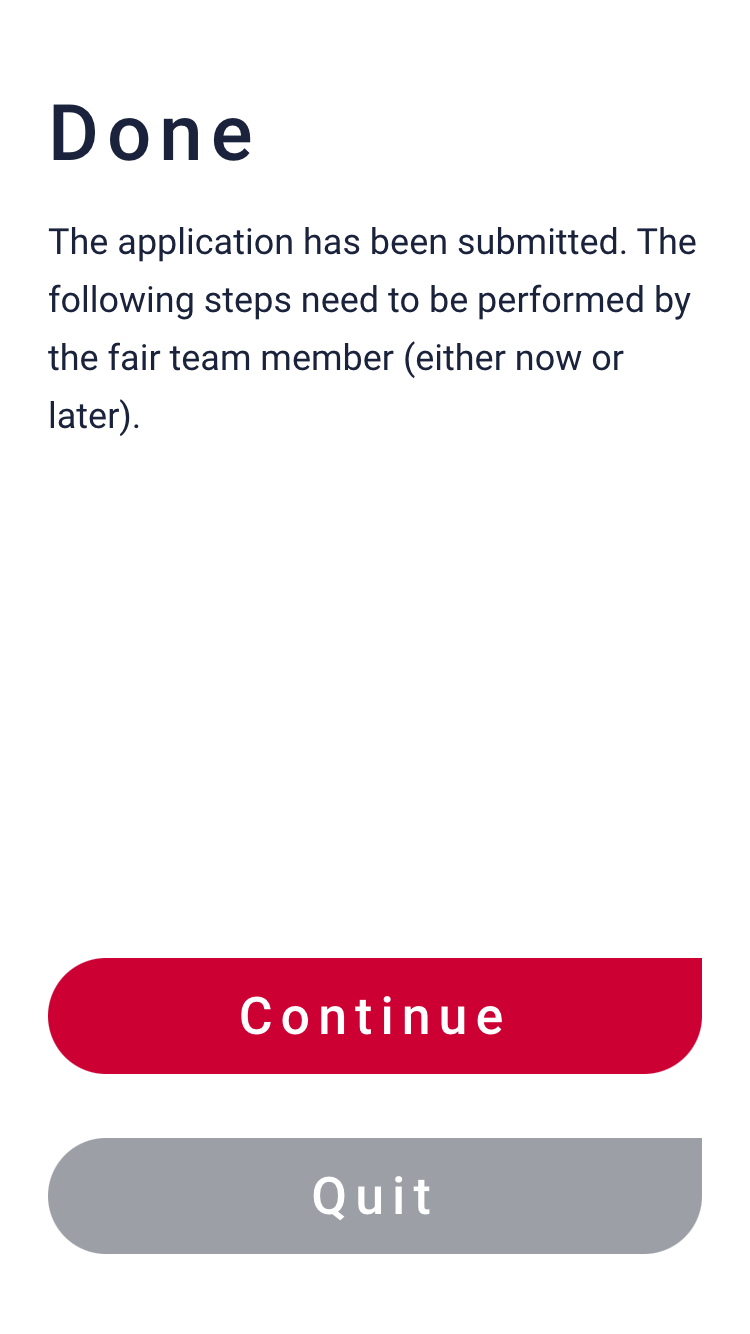 Done
The application has been submitted. The
following steps need to be performed by
the fair team member (either now or
later).
Continue
Quit